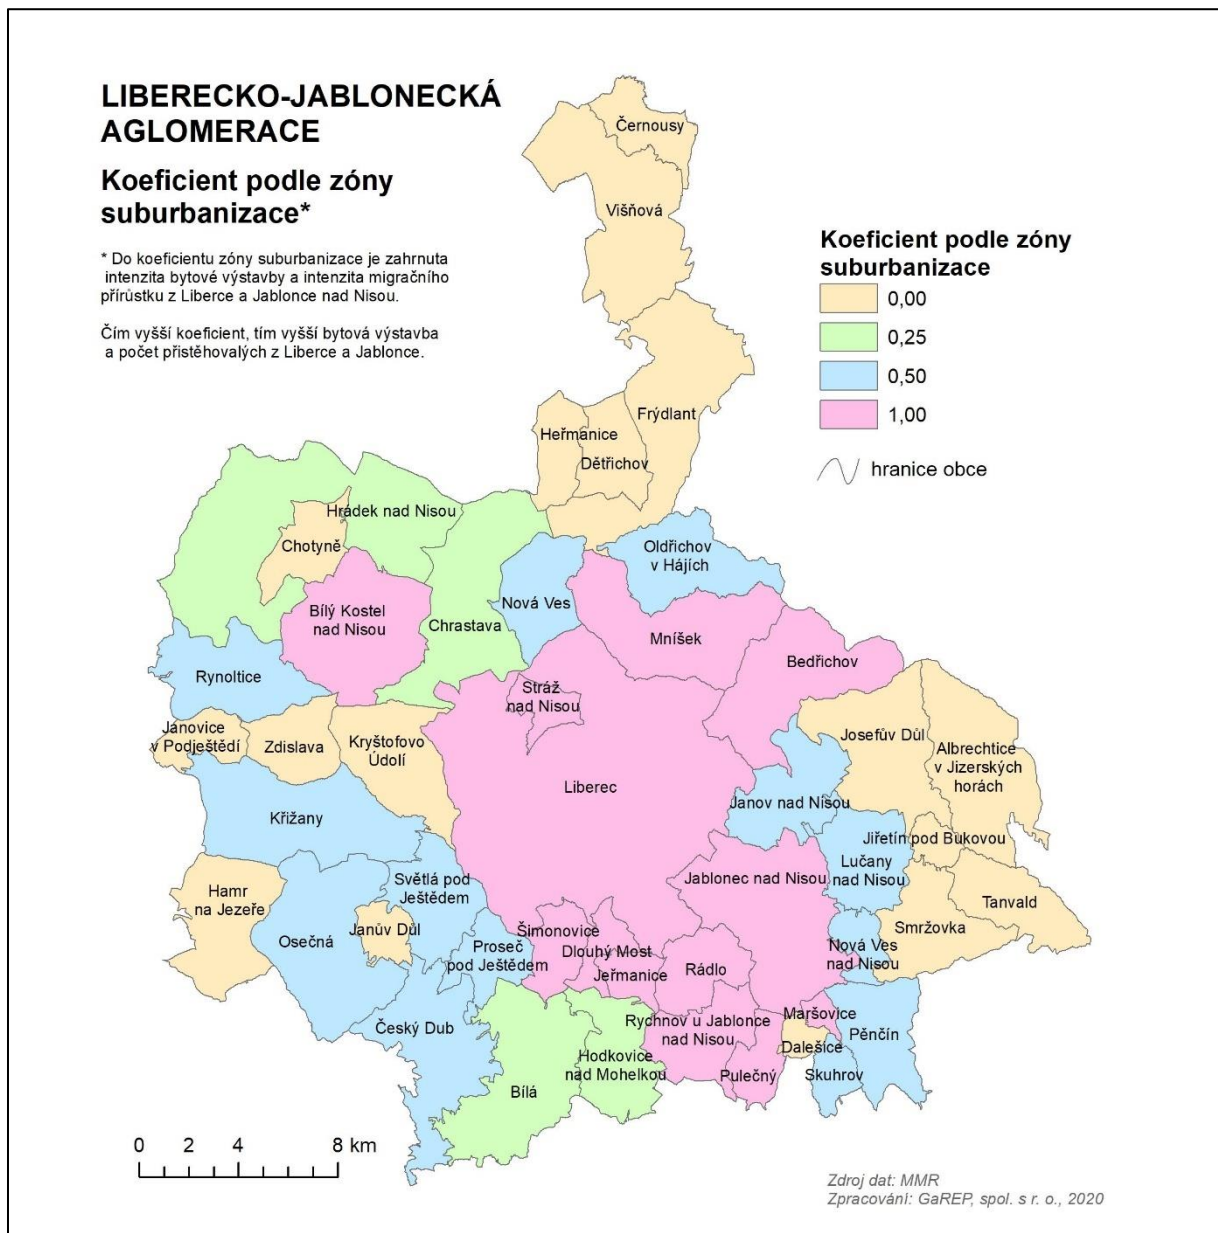 LIBERECKO-JABLONECKÁ
AGLOMERACE
Koeficient podle zóny
suburbanizace*
* Do koeficientu zóny suburbanizace je zahrnuta
intenzita bytové výstavby a intenzita migračního
přírůstku z Liberce a Jablonce nad Nisou.
Čím vyšší koeficient, tím vyšší bytová výstavba
a počet přistěhovalých z Liberce a Jablonce.
Koeficient podle zóny
suburbanizace
0,00
0,25
0,50
1,00
hranice obce
Černousy
Višňová
Frýdlant
Heřmanice
Dětřichov
Hrádek nad Nisou
Chotyně
Oldřichov
v Hájích
Bílý Kostel
nad Nisou
Chrastava
Nová Ves
Mníšek
Bedřichov
Rynoltice
Stráž
nad Nisou
Janovice
v Podještědí
Zdislava
Kryštofovo
Údolí
Josefův Důl
Albrechtice
v Jizerských
horách
Liberec
Janov nad Nisou
Křižany
Jiřetín pod Bukovou
Lučany
nad Nisou
Jablonec nad Nisou
Světlá pod
Ještědem
Hamr
na Jezeře
Tanvald
Smržovka
Janův Důl
Osečná
Šimonovice
Proseč
pod Ještědem
Dlouhý Most
Jeřmanice
Rádlo
Nová Ves
nad Nisou
Maršovice
Český Dub
Rychnov u Jablonce
nad Nisou
Pěnčín
Dalešice
Hodkovice
nad Mohelkou
Pulečný
Skuhrov
Bílá
0 2 4 8 km
Zdroj dat: MMR
Zpracování: GaREP, spol. s r. o., 2020